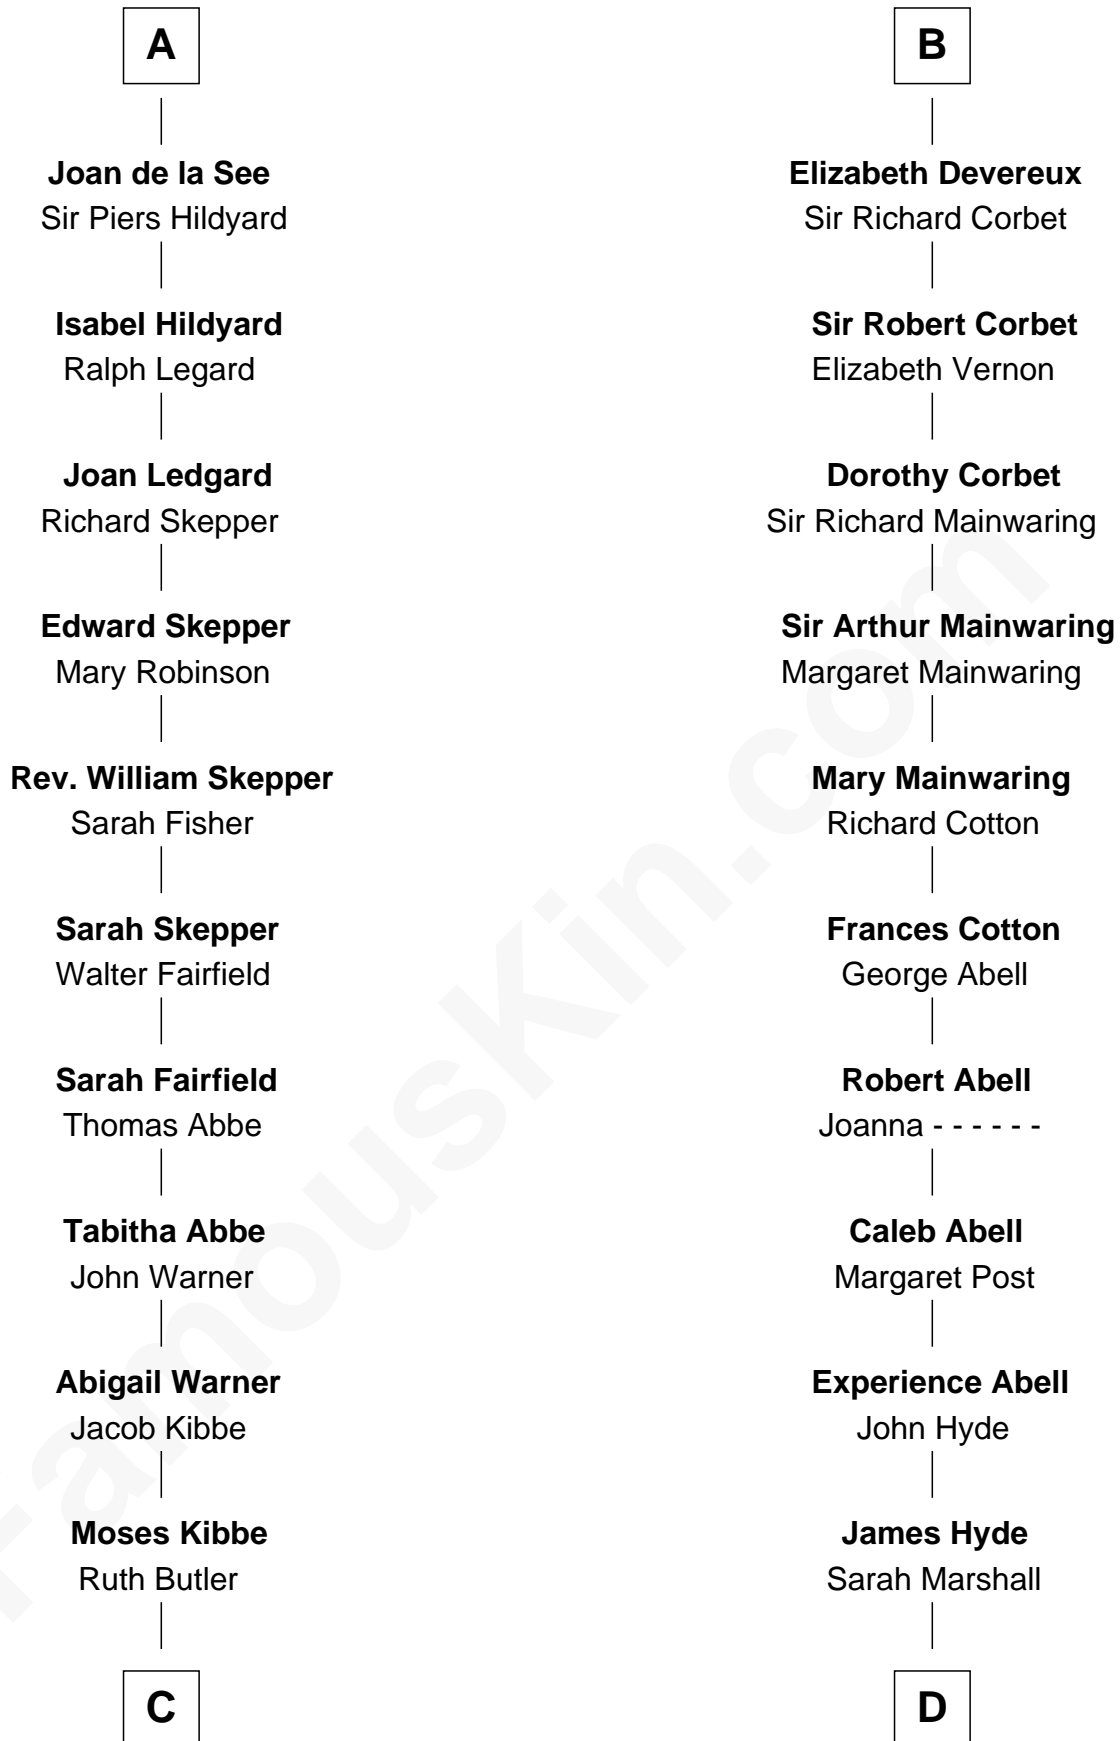 A
Joan de la See
Sir Piers Hildyard
Isabel Hildyard
Ralph Legard
Joan Ledgard
Richard Skepper
Edward Skepper
Mary Robinson
Rev. William Skepper
Sarah Fisher
Sarah Skepper
Walter Fairfield
Sarah Fairfield
Thomas Abbe
Tabitha Abbe
John Warner
Abigail Warner
Jacob Kibbe
Moses Kibbe
Ruth Butler
C
B
Elizabeth Devereux
Sir Richard Corbet
Sir Robert Corbet
Elizabeth Vernon
Dorothy Corbet
Sir Richard Mainwaring
Sir Arthur Mainwaring
Margaret Mainwaring
Mary Mainwaring
Richard Cotton
Frances Cotton
George Abell
Robert Abell
Joanna - - - - - -
Caleb Abell
Margaret Post
Experience Abell
John Hyde
James Hyde
Sarah Marshall
D
FamousKin.com